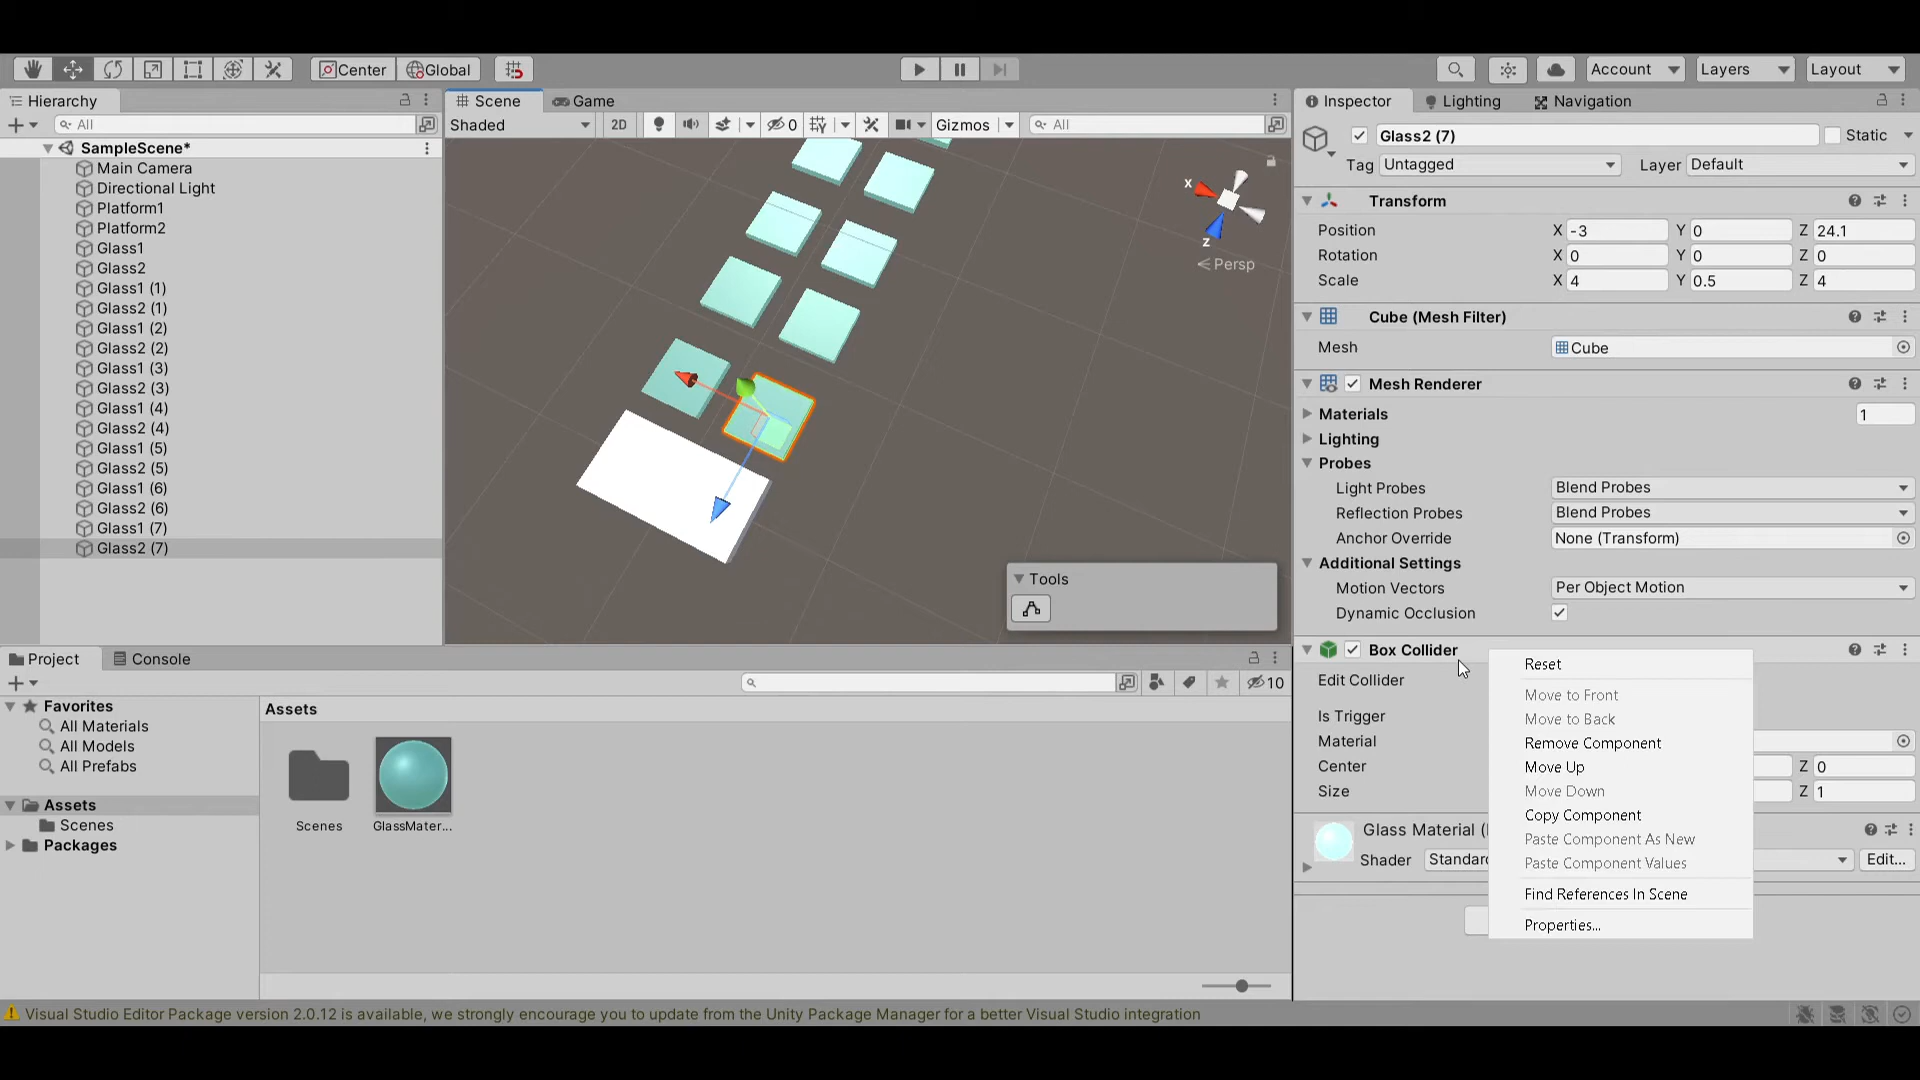 Center
Global
Account
Layers
Layout
Hierarchy
All
SampleScene*
Main Camera
Directional Light
Platform1
Platform2
Glass1
Glass2
Glass1 (1)
Glass2 (1)
Glass1 (2)
Glass2 (2)
Glass1 (3)
Glass2 (3)
Glass1 (4)
Glass2 (4)
Glass1 (5)
Glass2 (5)
Glass1 (6)
Glass2 (6)
Glass1 (7)
Glass2 (7)
Scene
Game
Shaded
2D
0
Gizmos
All
x
z
Persp
Tools
Inspector
Lighting
Navigation
Glass2 (7)
Static
Tag Untagged
Layer Default
Transform
Position X -3 Y 0 Z 24.1
Rotation X 0 Y 0 Z 0
Scale X 4 Y 0.5 Z 4
Cube (Mesh Filter)
Mesh Cube
Mesh Renderer
Materials 1
Lighting
Probes
Light Probes Blend Probes
Reflection Probes Blend Probes
Anchor Override None (Transform)
Additional Settings
Motion Vectors Per Object Motion
Dynamic Occlusion
Box Collider
Edit Collider
Is Trigger
Material
Center Z 0
Size Z 1
Glass Material (
Shader Standard
Edit...
Reset
Move to Front
Move to Back
Remove Component
Move Up
Move Down
Copy Component
Paste Component As New
Paste Component Values
Find References In Scene
Properties...
Project
Console
10
Favorites
All Materials
All Models
All Prefabs
Assets
Scenes
Packages
Assets
Scenes
GlassMater...
Visual Studio Editor Package version 2.0.12 is available, we strongly encourage you to update from the Unity Package Manager for a better Visual Studio integration